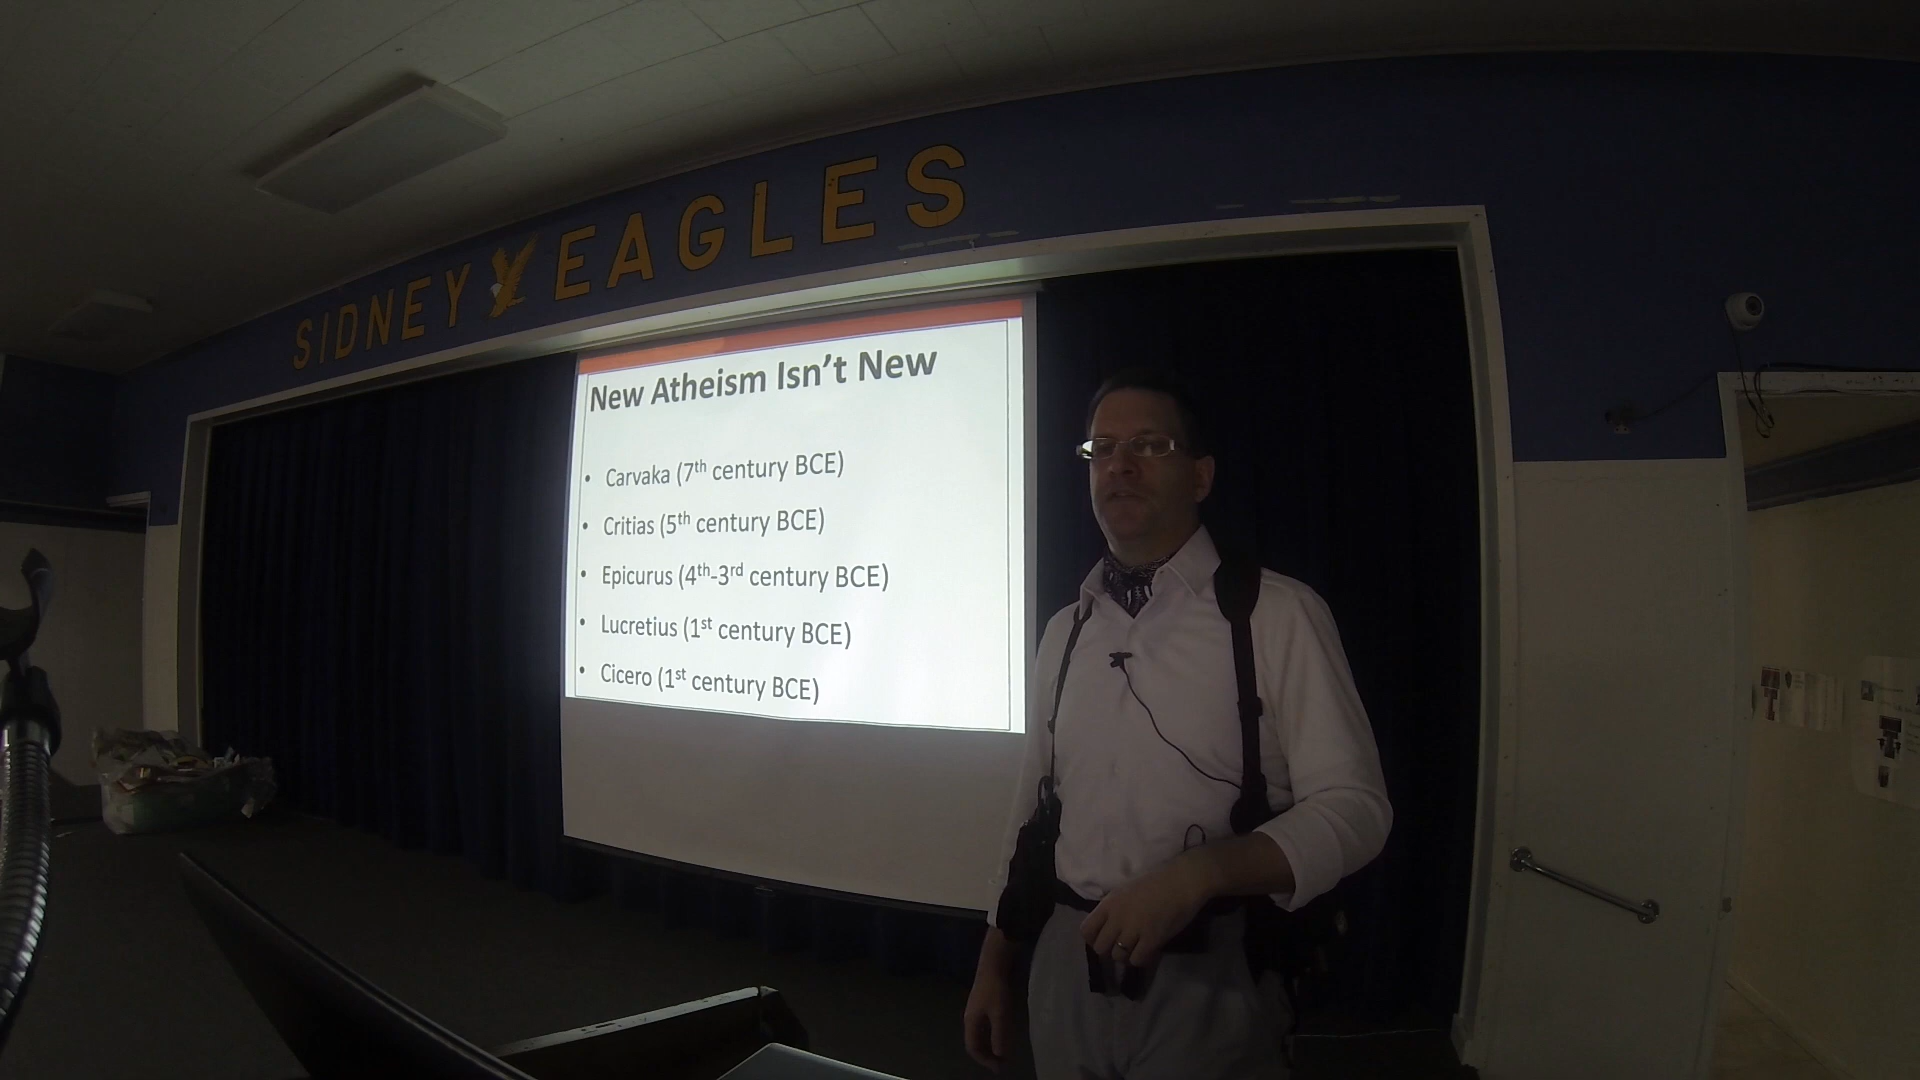 SIDNEY EAGLES
New Atheism Isn't New
• Carvaka (7th century BCE)
• Critias (5th century BCE)
• Epicurus (4th-3rd century BCE)
• Lucretius (1st century BCE)
• Cicero (1st century BCE)